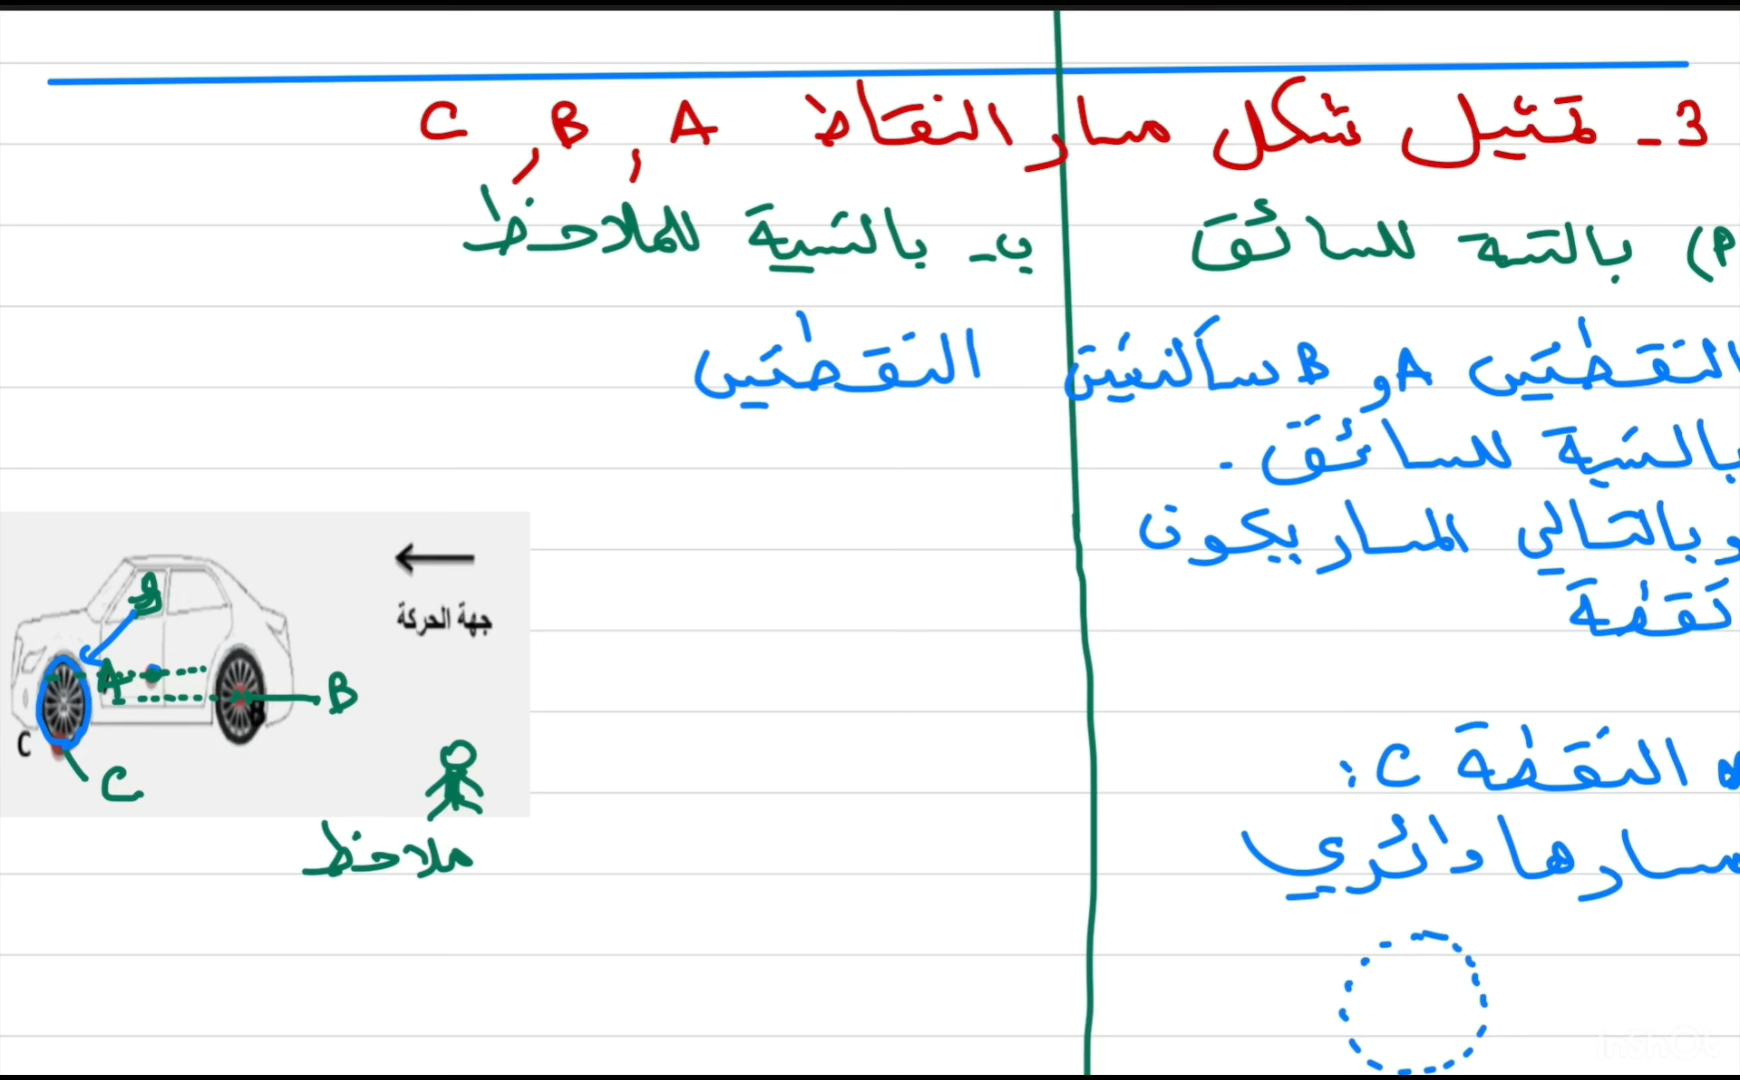 3- تمثيل شكل مسار النقاط A , B , C
أ) بالنسبة للسائق
النقطتين A و B ساكنتين
بالنسبة للسائق .
وبالتالي المسار يكون
نقطة
النقطة C :
مسارها دائري
ب- بالنسبة للملاحظ
النقطتين
جهة الحركة
A
B
B
C
C
ملاحظ
InShOt